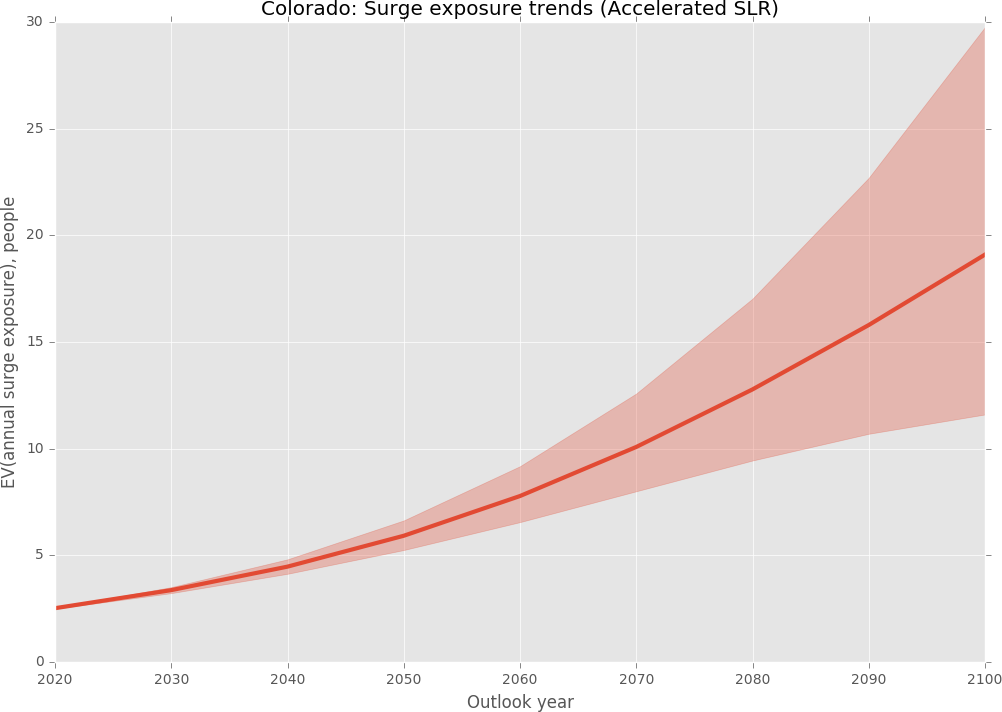 Colorado: Surge exposure trends (Accelerated SLR)
EV(annual surge exposure), people
30
25
20
15
10
5
0
2020 2030 2040 2050 2060 2070 2080 2090 2100
Outlook year